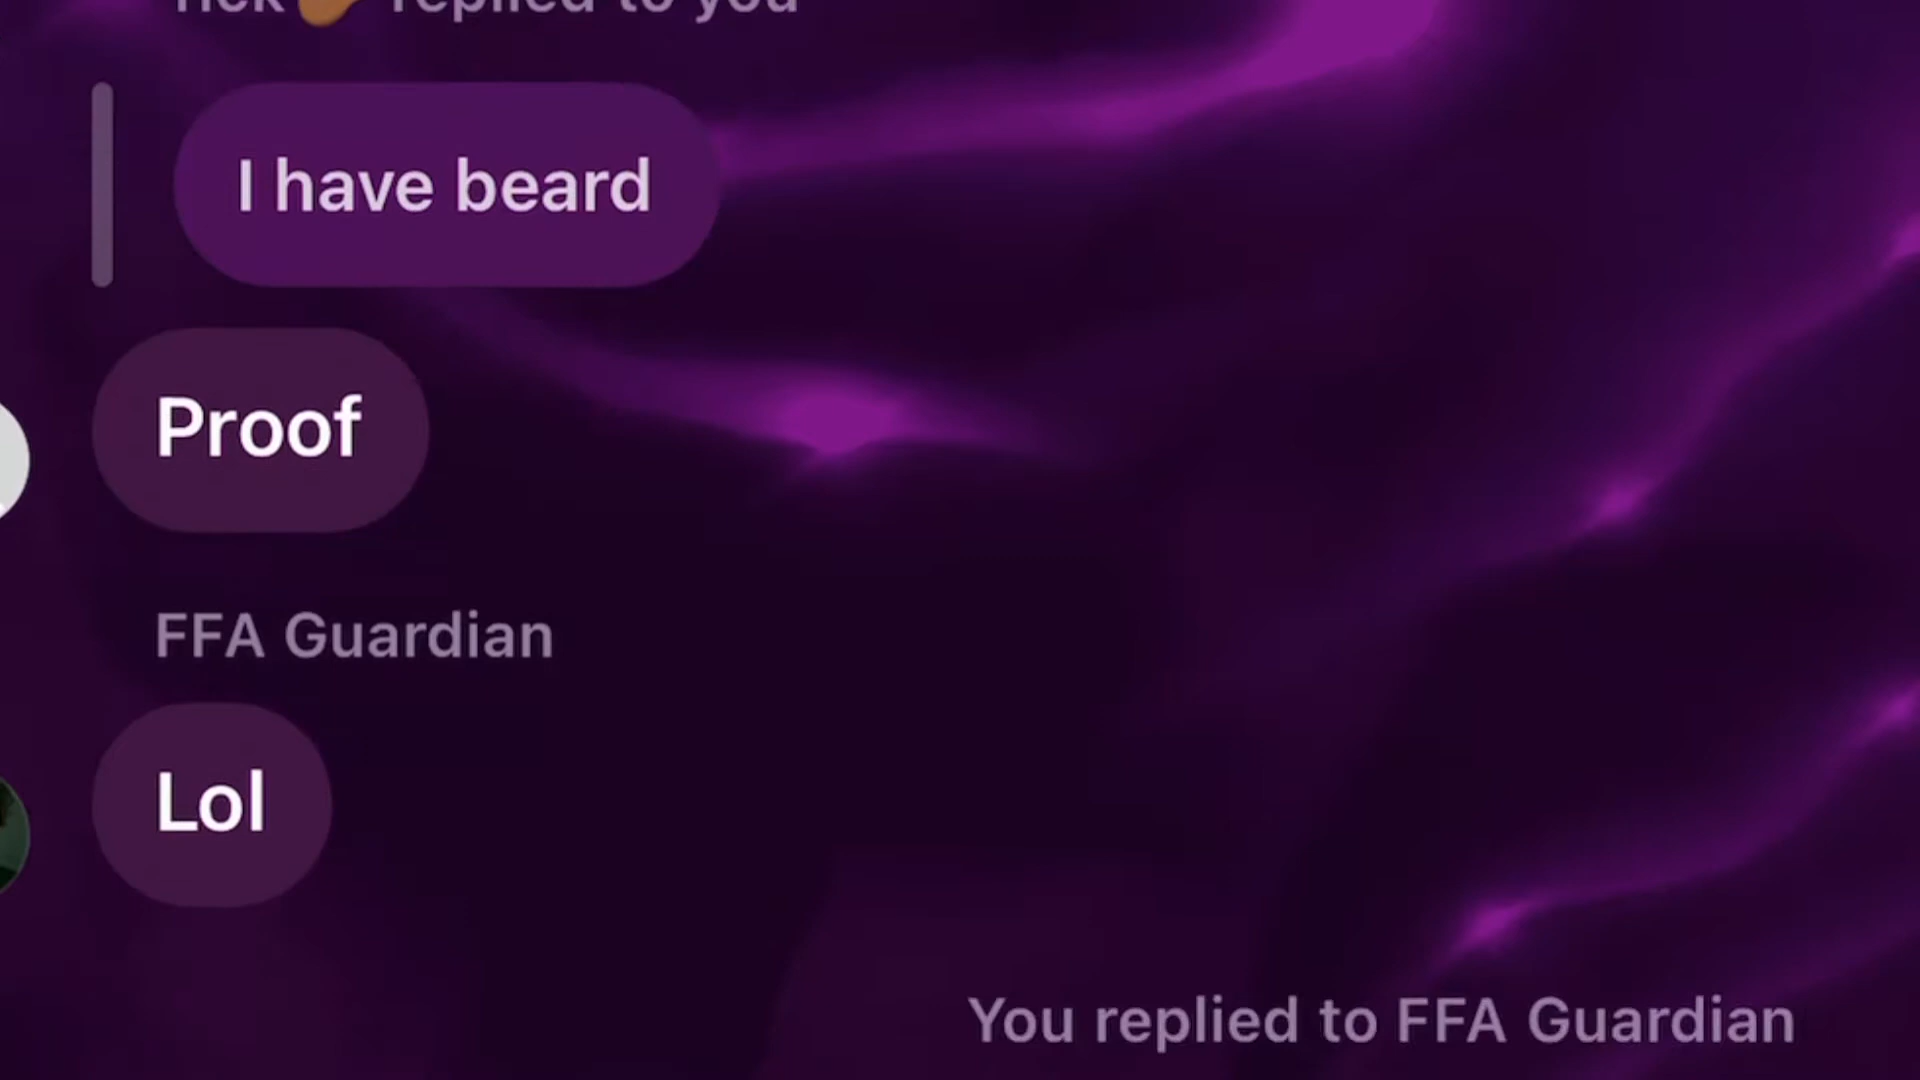 replied to you
I have beard
Proof
FFA Guardian
Lol
You replied to FFA Guardian